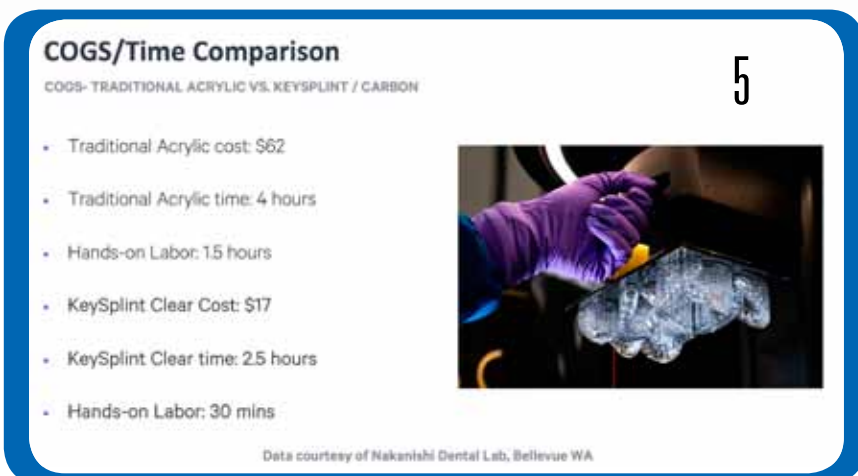 COGS/Time Comparison
5
COGS- TRADITIONAL ACRYLIC VS. KEYSPLINT / CARBON
• Traditional Acrylic cost: $62
• Traditional Acrylic time: 4 hours
• Hands-on Labor: 1.5 hours
• KeySplint Clear Cost: $17
• KeySplint Clear time: 2.5 hours
• Hands-on Labor: 30 mins
Data courtesy of Nakanishi Dental Lab, Bellevue WA